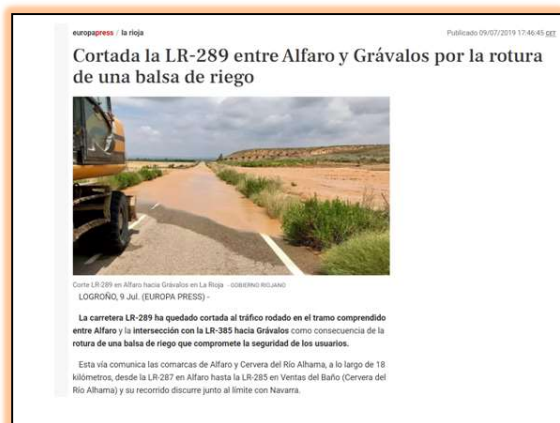 europapress / la rioja
Publicado 09/07/2019 17:46:45 CET
Cortada la LR-289 entre Alfaro y Grávalos por la rotura
de una balsa de riego
Corte LR-289 en Alfaro hacia Grávalos en La Rioja - GOBIERNO RIOJANO
LOGROÑO, 9 Jul. (EUROPA PRESS) -
La carretera LR-289 ha quedado cortada al tráfico rodado en el tramo comprendido
entre Alfaro y la intersección con la LR-385 hacia Grávalos como consecuencia de la
rotura de una balsa de riego que compromete la seguridad de los usuarios.
Esta vía comunica las comarcas de Alfaro y Cervera del Río Alhama, a lo largo de 18
kilómetros, desde la LR-287 en Alfaro hasta la LR-285 en Ventas del Baño (Cervera del
Río Alhama) y su recorrido discurre junto al límite con Navarra.